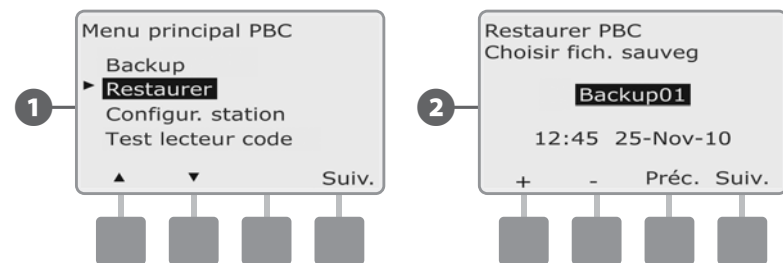 1
Menu principal PBC
Backup
► Restaurer
Configur. station
Test lecteur code
▲ ▼ Suiv.
2
Restaurer PBC
Choisir fich. sauveg
Backup01
12:45 25-Nov-10
+ - Préc. Suiv.